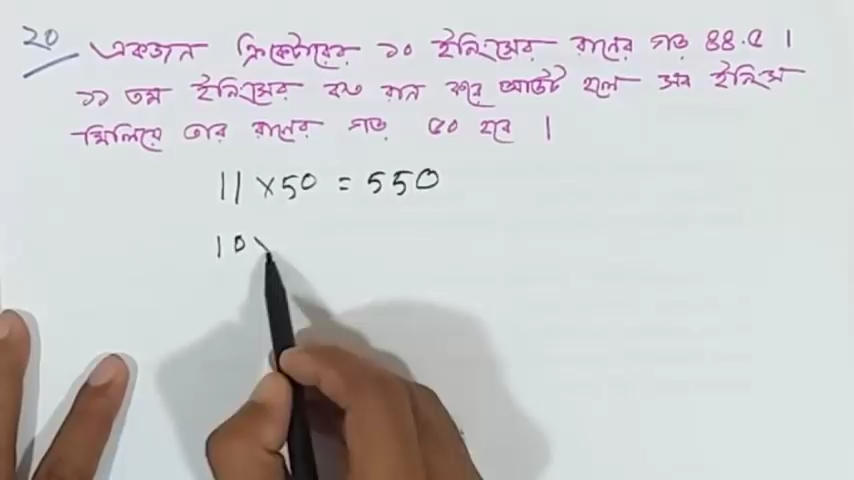 ২০ একজন ক্রিকেটারের ১০ ইনিংসের রানের গড় ৪৪.৫ ।
১১ তম ইনিংসের কত রান করে আউট হলে সব ইনিংস
মিলিয়ে তার রানের গড় ৫০ হবে ।
11 × 50 = 550
10 ×